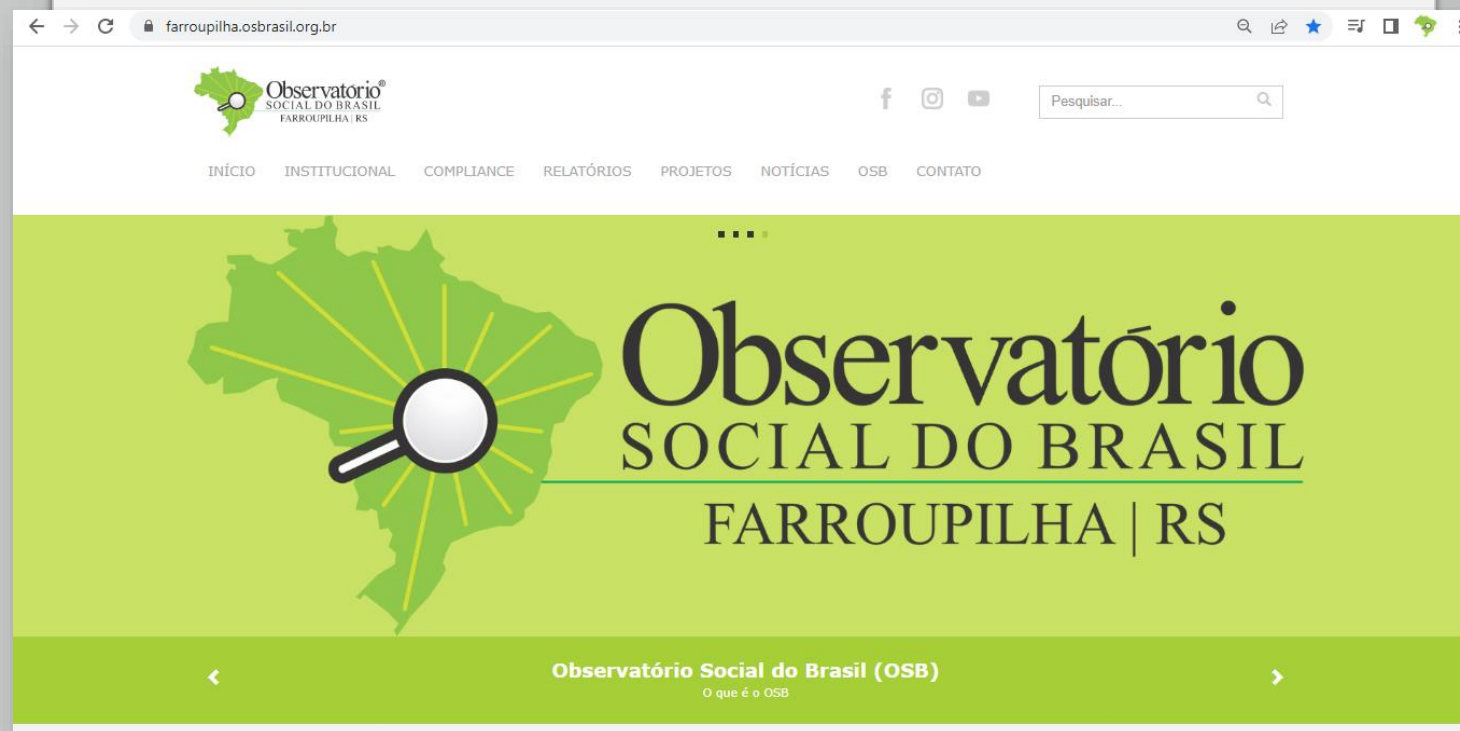 farroupilha.osbrasil.org.br
Observatório®
SOCIAL DO BRASIL
FARROUPILHA | RS
Pesquisar...
INÍCIO INSTITUCIONAL COMPLIANCE RELATÓRIOS PROJETOS NOTÍCIAS OSB CONTATO
Observatório
SOCIAL DO BRASIL
FARROUPILHA | RS
Observatório Social do Brasil (OSB)
O que é o OSB